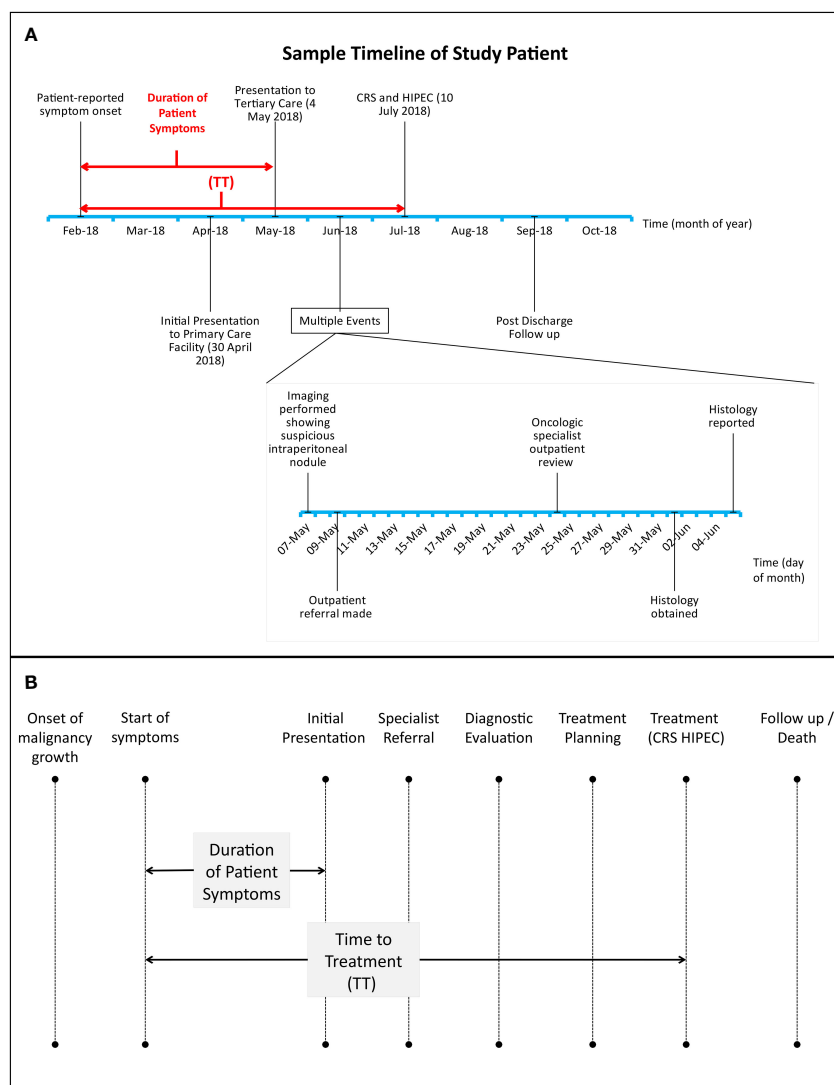 A
Sample Timeline of Study Patient
Patient-reported
symptom onset
Duration of
Patient
Symptoms
Presentation to
Tertiary Care (4
May 2018)
CRS and HIPEC (10
July 2018)
(TT)
Feb-18 Mar-18 Apr-18 May-18 Jun-18 Jul-18 Aug-18 Sep-18 Oct-18
Time (month of year)
Initial Presentation
to Primary Care
Facility (30 April
2018)
Multiple Events
Post Discharge
Follow up
Imaging
performed
showing
suspicious
intraperitoneal
nodule
Oncologic
specialist
outpatient
review
Histology
reported
07-May 09-May 11-May 13-May 15-May 17-May 19-May 21-May 23-May 25-May 27-May 29-May 31-May 02-Jun 04-Jun
Time (day
of month)
Outpatient
referral made
Histology
obtained
B
Onset of
malignancy
growth
Start of
symptoms
Initial
Presentation
Specialist
Referral
Diagnostic
Evaluation
Treatment
Planning
Treatment
(CRS HIPEC)
Follow up /
Death
Duration
of Patient
Symptoms
Time to
Treatment
(TT)